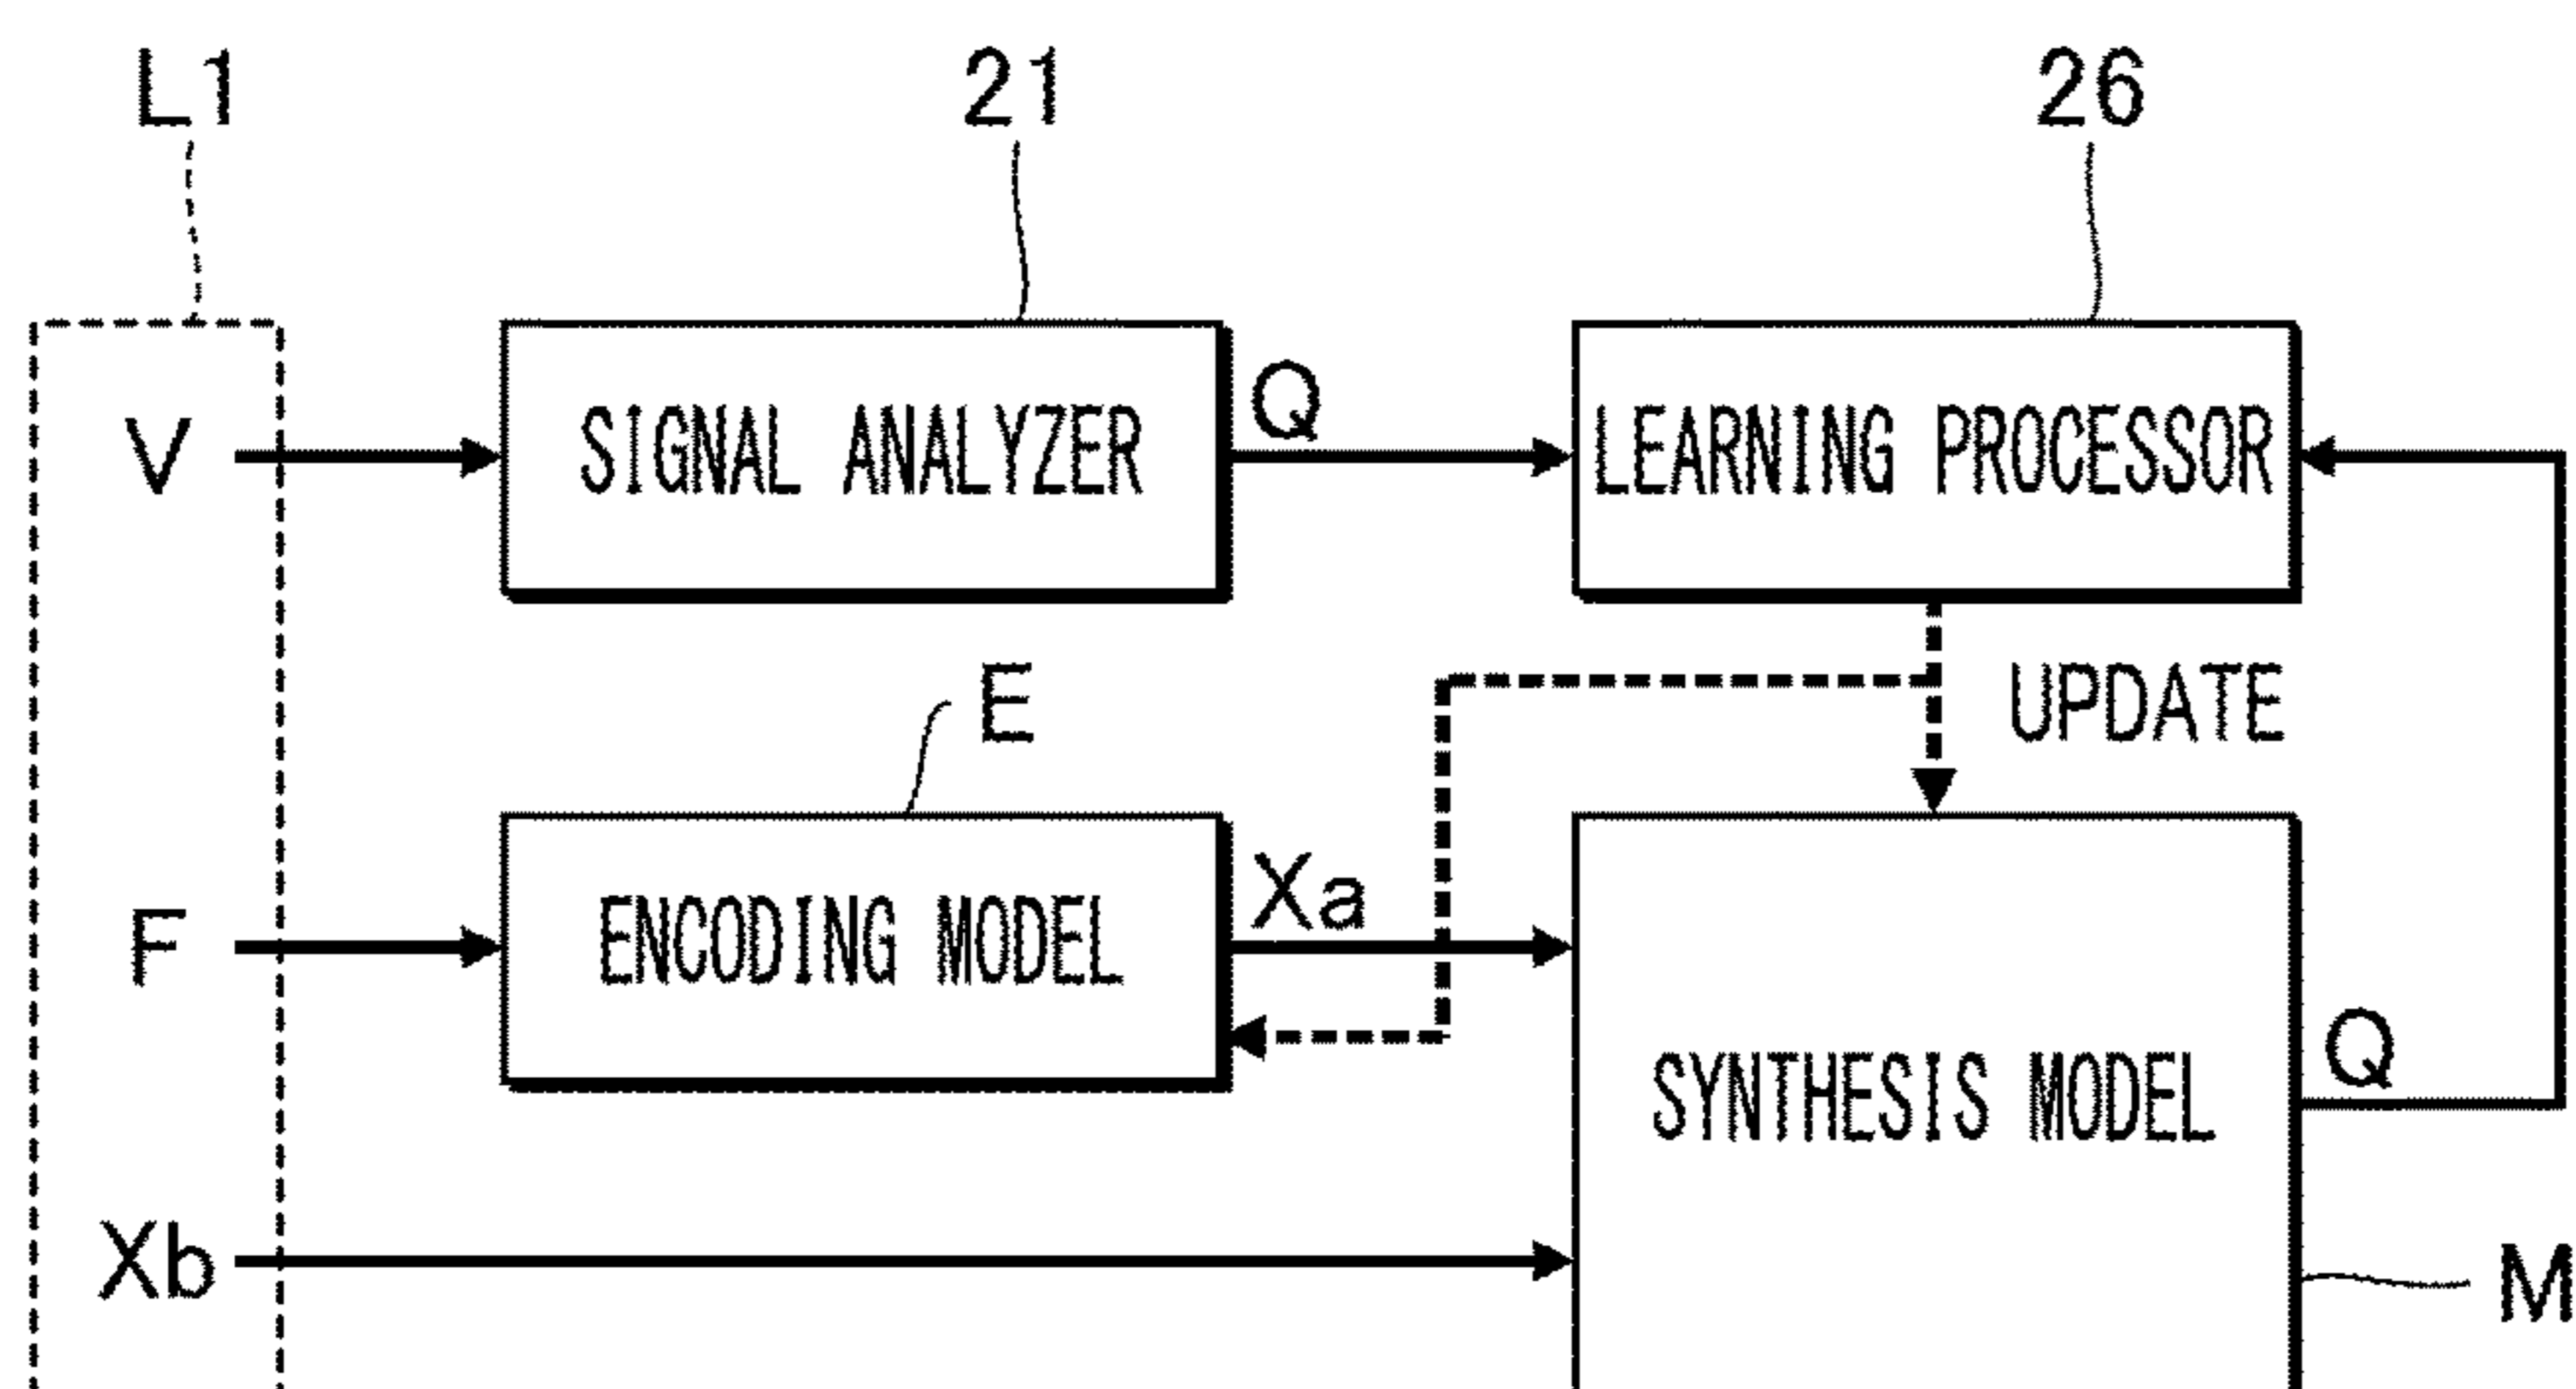 L1 21 26
V SIGNAL ANALYZER Q LEARNING PROCESSOR
E UPDATE
F ENCODING MODEL Xa
SYNTHESIS MODEL Q
Xb M